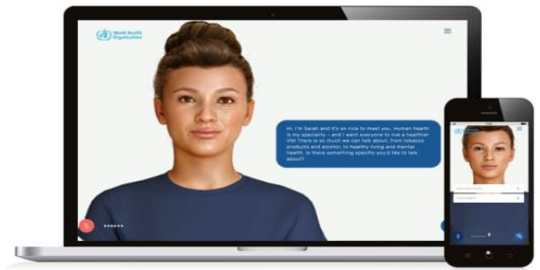 World Health
Organization
Hi, I'm Sarah and it's so nice to meet you. Human health
is my speciality - and I want everyone to live a healthier
life! There is so much we can talk about, from tobacco
products and alcohol, to healthy living and mental
health. Is there something specific you'd like to talk
about?